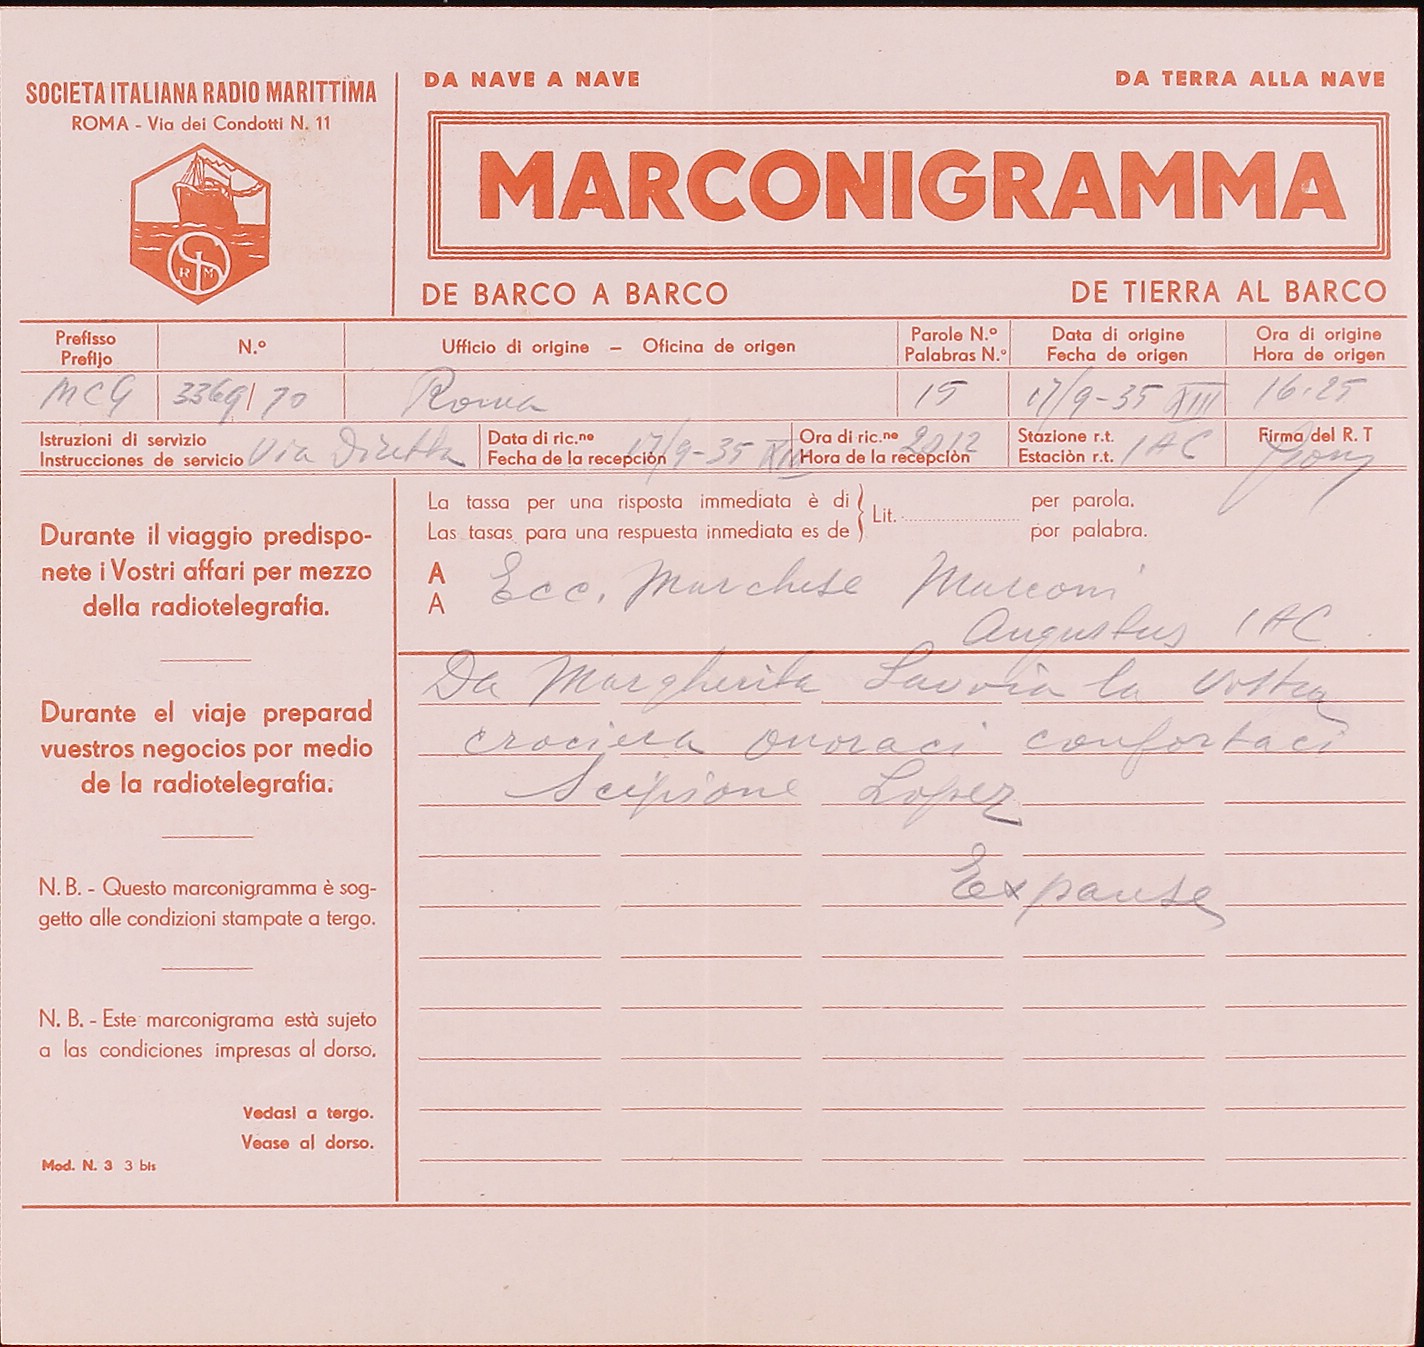 SOCIETA ITALIANA RADIO MARITTIMA
ROMA - Via dei Condotti N. 11
S R M
DA NAVE A NAVE
DA TERRA ALLA NAVE
MARCONIGRAMMA
DE BARCO A BARCO
DE TIERRA AL BARCO
Prefisso
Prefijo
N.º
Ufficio di origine – Oficina de origen
Parole N.º
Palabras N.º
Data di origine
Fecha de origen
Ora di origine
Hora de origen
MCG 3369/70 Roma 15 17/9-35 XIII 16.25
Istruzioni di servizio
Instrucciones de servicio
Via Diretta
Data di ric.ne
Fecha de la recepciòn
17/9-35
Ora di ric.ne
Hora de la recepciòn
2012
Stazione r.t.
Estaciòn r.t.
IAC
Firma del R. T
La tassa per una risposta immediata è di
Las tasas para una respuesta inmediata es de
Lit.
per parola.
por palabra.
A
A
Ecc. Marchese Marconi
Augustus IAC
Da Margherita Savoia la vostra
crociera onoraci confortaci
Scipione Lopez
Expanse
Durante il viaggio predispo-
nete i Vostri affari per mezzo
della radiotelegrafia.
Durante el viaje preparad
vuestros negocios por medio
de la radiotelegrafia.
N. B. - Questo marconigramma è sog-
getto alle condizioni stampate a tergo.
N. B. - Este marconigrama està sujeto
a las condiciones impresas al dorso.
Vedasi a tergo.
Vease al dorso.
Mod. N. 3 3 bis